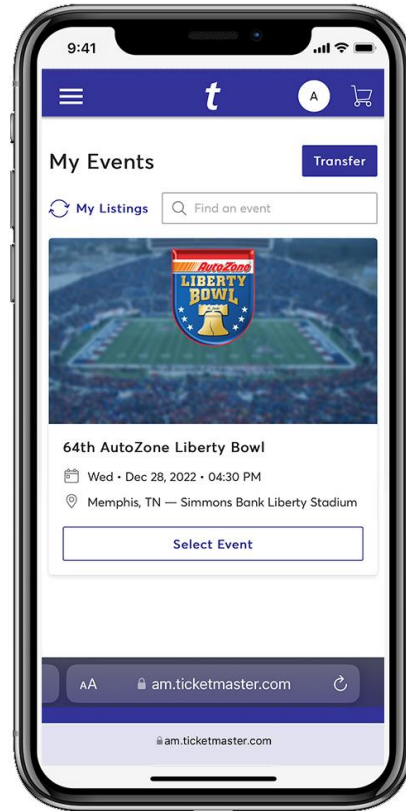 9:41
t
A
My Events
Transfer
My Listings
Find an event
AutoZone
LIBERTY
BOWL
64th AutoZone Liberty Bowl
Wed • Dec 28, 2022 • 04:30 PM
Memphis, TN — Simmons Bank Liberty Stadium
Select Event
AA am.ticketmaster.com
am.ticketmaster.com